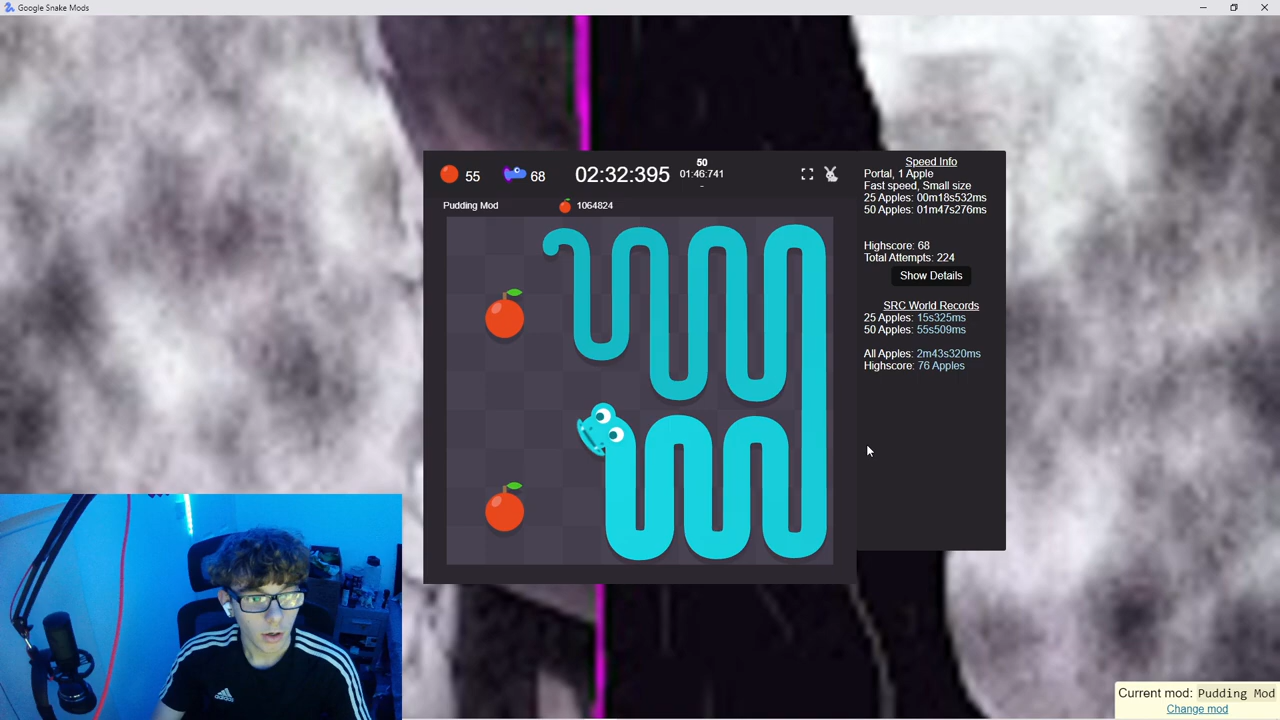 Google Snake Mods
55
68
02:32:395
50
01:46:741
-
Pudding Mod
1064824
Speed Info
Portal, 1 Apple
Fast speed, Small size
25 Apples: 00m18s532ms
50 Apples: 01m47s276ms
Highscore: 68
Total Attempts: 224
Show Details
SRC World Records
25 Apples: 15s325ms
50 Apples: 55s509ms
All Apples: 2m43s320ms
Highscore: 76 Apples
adidas
Current mod: Pudding Mod
Change mod